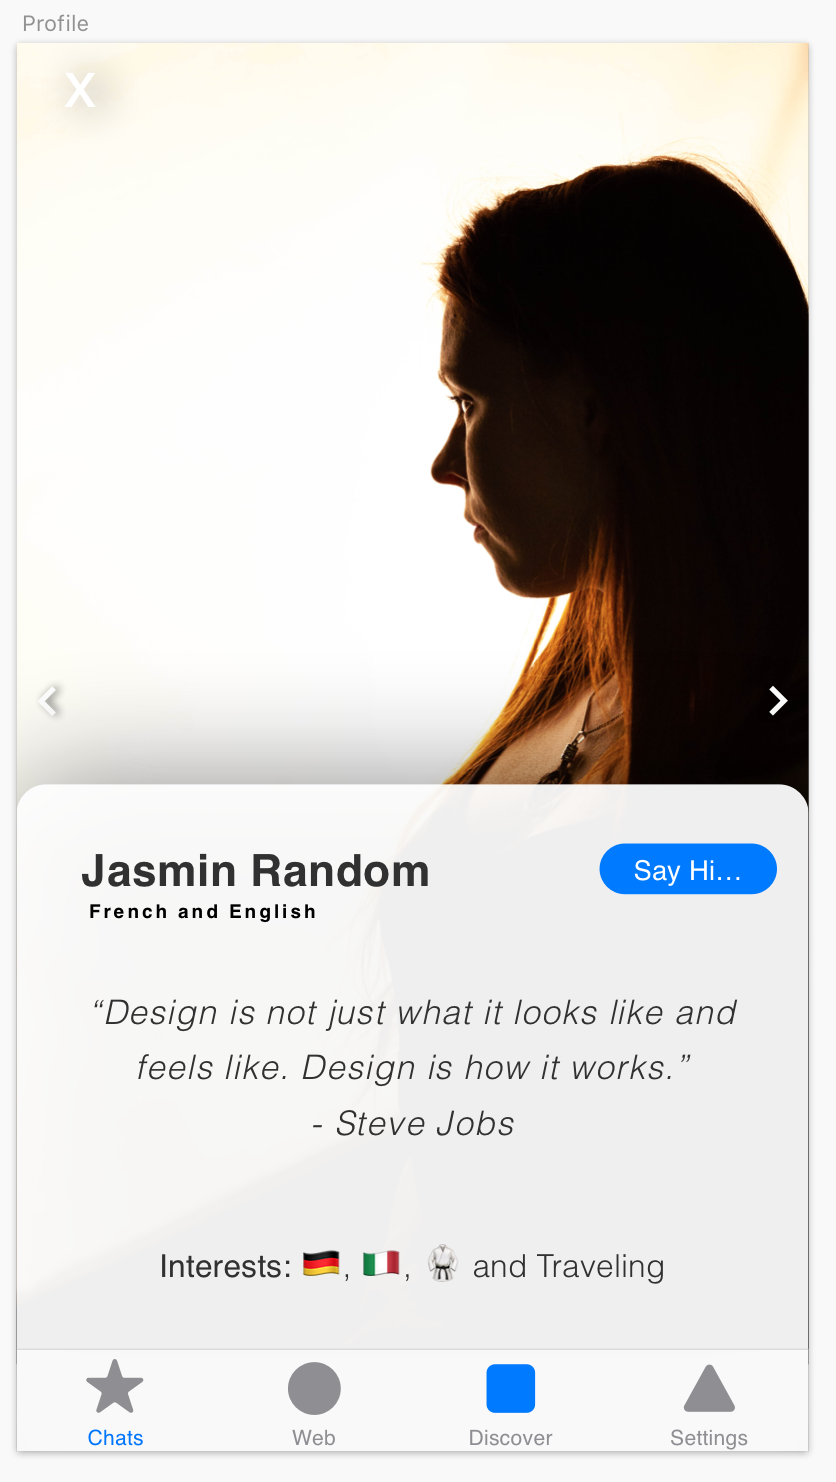 Profile
X
Jasmin Random
Say Hi...
French and English
“Design is not just what it looks like and
feels like. Design is how it works.”
- Steve Jobs
Interests: 🇩🇪, 🇮🇹, 🥋 and Traveling
Chats
Web
Discover
Settings